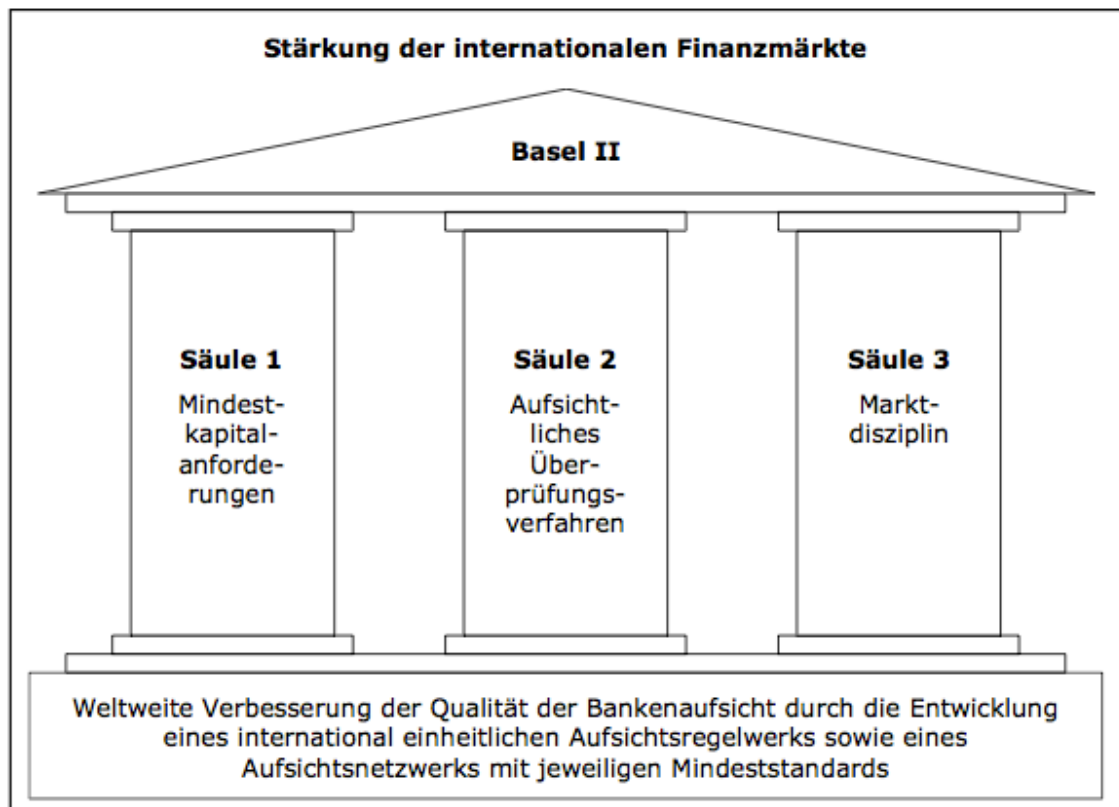 Stärkung der internationalen Finanzmärkte
Basel II
Säule 1
Mindest-
kapital-
anforde-
rungen
Säule 2
Aufsicht-
liches
Über-
prüfungs-
verfahren
Säule 3
Markt-
disziplin
Weltweite Verbesserung der Qualität der Bankenaufsicht durch die Entwicklung
eines international einheitlichen Aufsichtsregelwerks sowie eines
Aufsichtsnetzwerks mit jeweiligen Mindeststandards